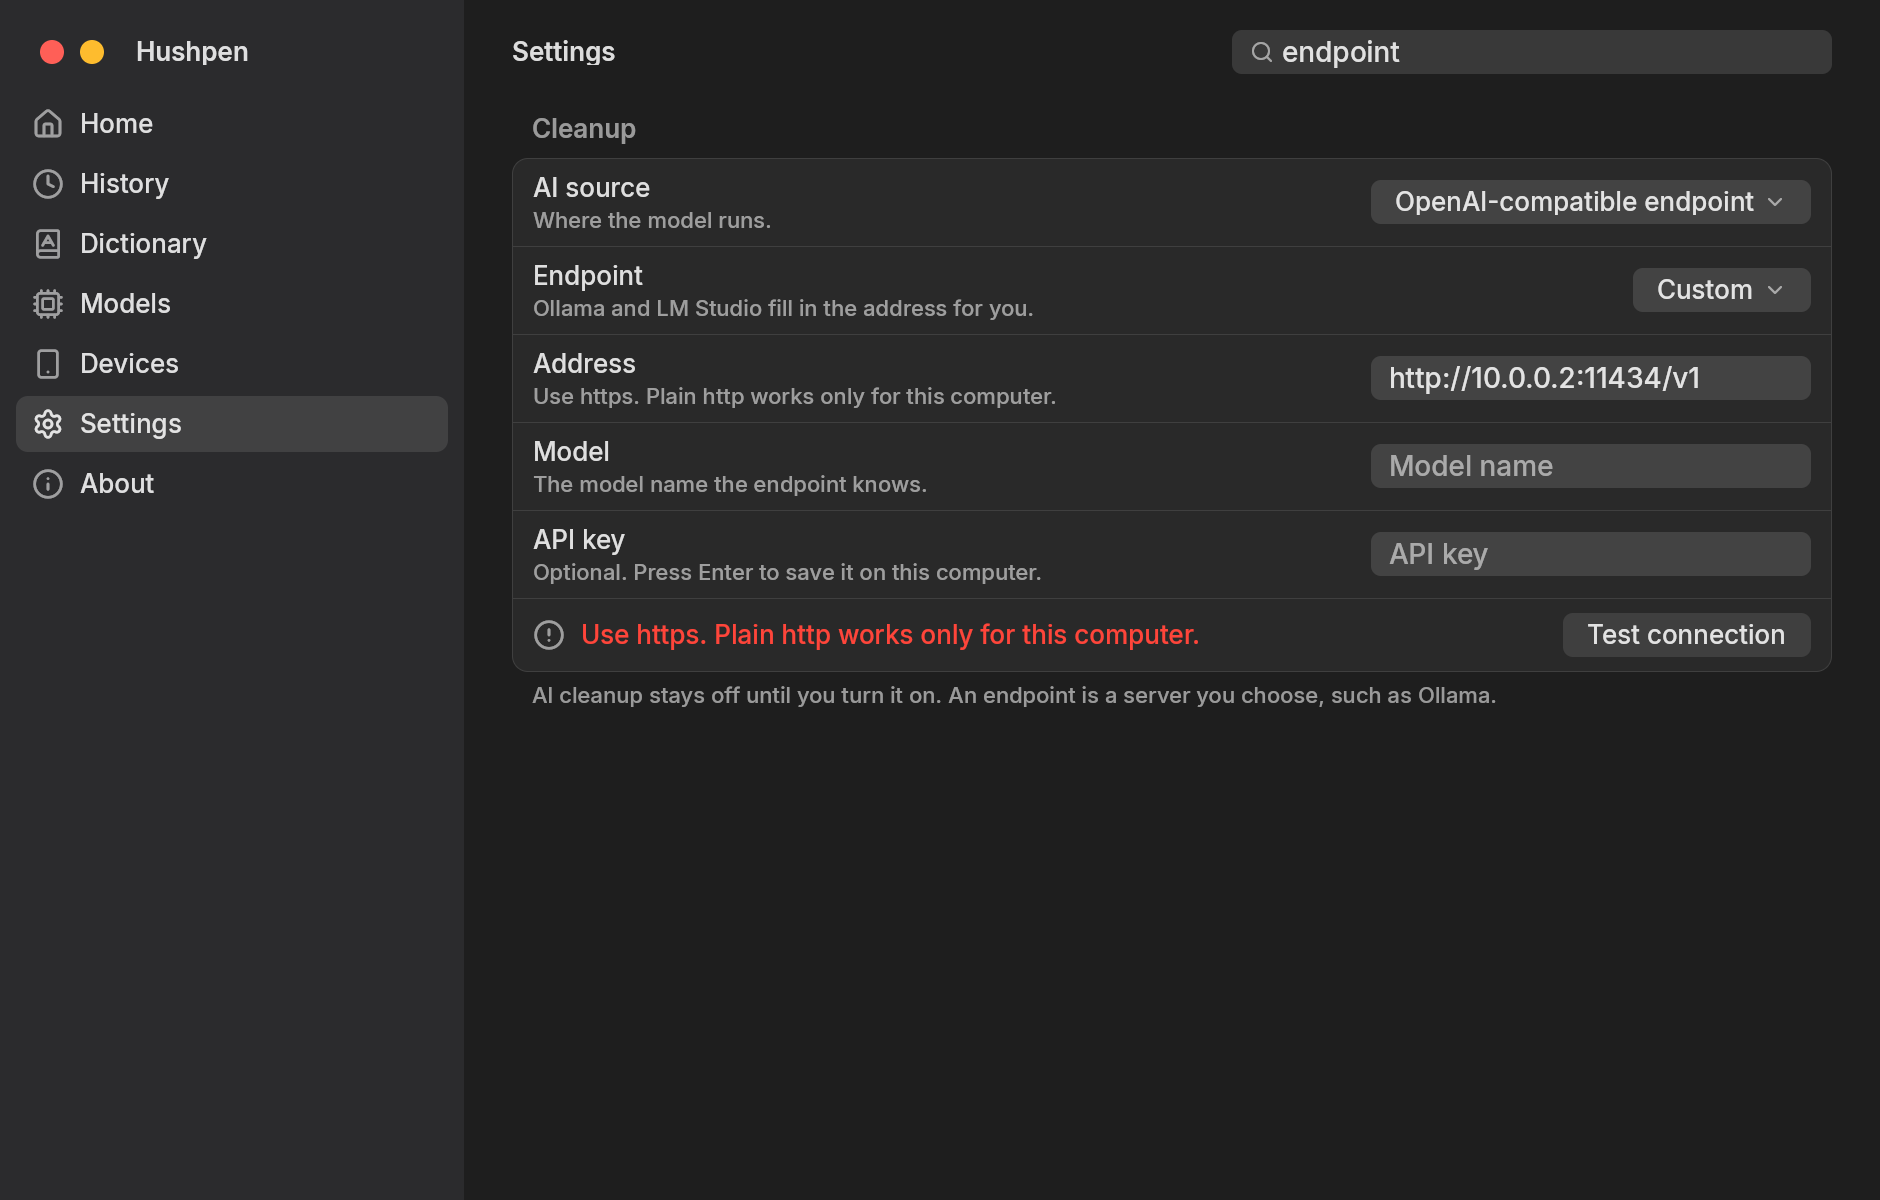 Hushpen
Home
History
Dictionary
Models
Devices
Settings
About
Settings
endpoint
Cleanup
AI source
Where the model runs.
OpenAI-compatible endpoint
Endpoint
Ollama and LM Studio fill in the address for you.
Custom
Address
Use https. Plain http works only for this computer.
http://10.0.0.2:11434/v1
Model
The model name the endpoint knows.
Model name
API key
Optional. Press Enter to save it on this computer.
API key
Use https. Plain http works only for this computer.
Test connection
AI cleanup stays off until you turn it on. An endpoint is a server you choose, such as Ollama.